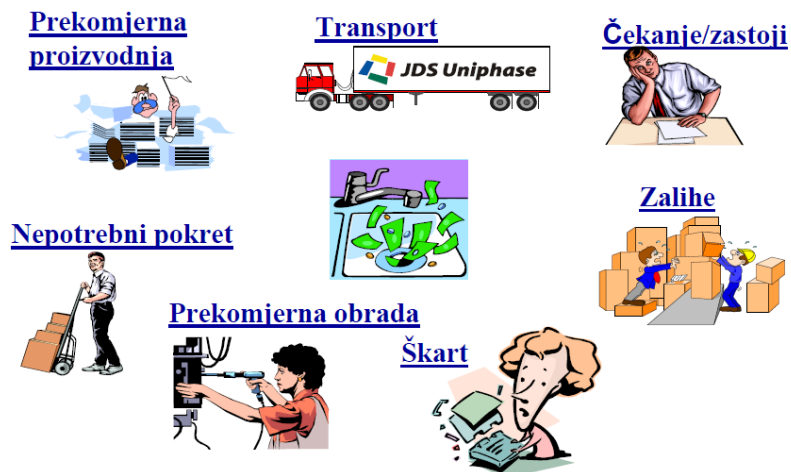 Prekomjerna
proizvodnja
Transport
Čekanje/zastoji
JDS Uniphase
Zalihe
Nepotrebni pokret
Prekomjerna obrada
Škart